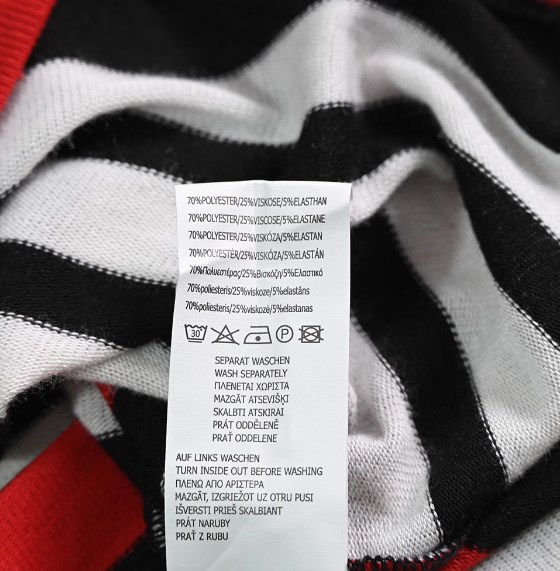 70%POLYESTER/25%VISKOSE/5%ELASTHAN
70%POLYESTER/25%VISCOSE/5%ELASTANE
70%POLYESTER/25%VISKÓZA/5%ELASTAN
70%POLYESTER/25%VISKÓZA/5%ELASTÁN
70%Πολυεστέρας/25%Βισκόζη/5%Ελαστικό
70%poliesteris/25%viskoze/5%elastāns
70%poliesteris/25%viskozė/5%elastanas
30° P
SEPARAT WASCHEN
WASH SEPARATELY
ΠΛΕΝΕΤΑΙ ΧΩΡΙΣΤΑ
MAZGĀT ATSEVIŠĶI
SKALBTI ATSKIRAI
PRÁT ODDĚLENĚ
PRAŤ ODDELENE
AUF LINKS WASCHEN
TURN INSIDE OUT BEFORE WASHING
ΠΛΕΝΩ ΑΠΟ ΑΡΙΣΤΕΡΑ
MAZGĀT, IZGRIEŽOT UZ OTRU PUSI
IŠVERSTI PRIEŠ SKALBIANT
PRÁT NARUBY
PRAŤ Z RUBU